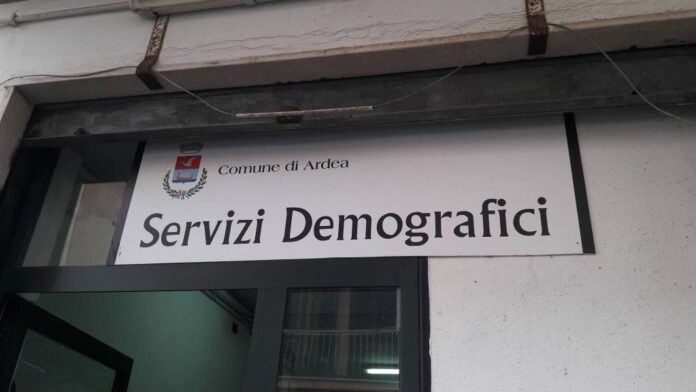 Comune di Ardea
Servizi Demografici